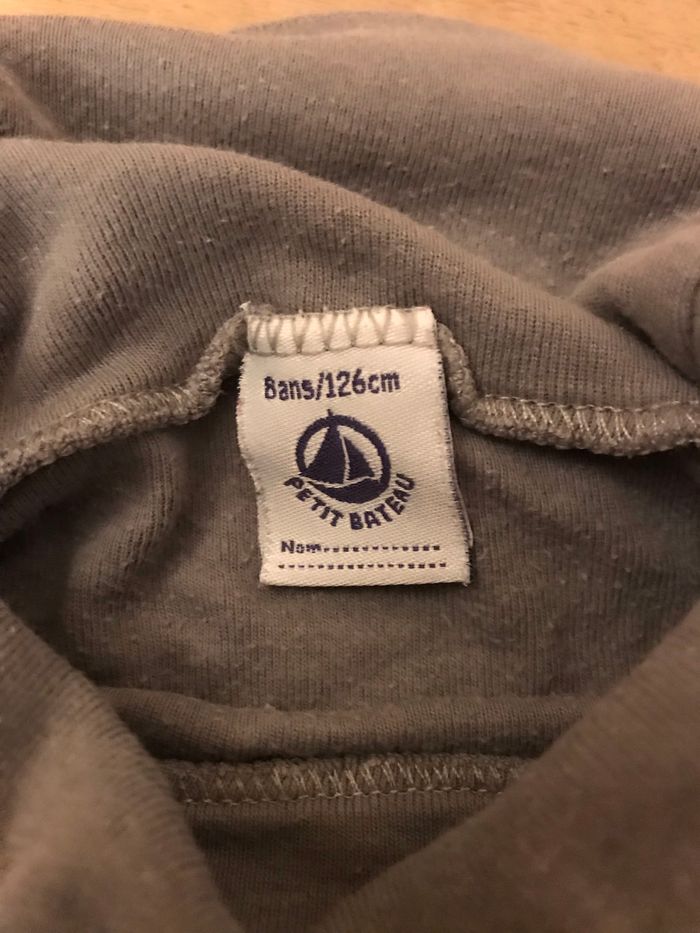 8ans/126cm
PETIT BATEAU
Nom..............
......................